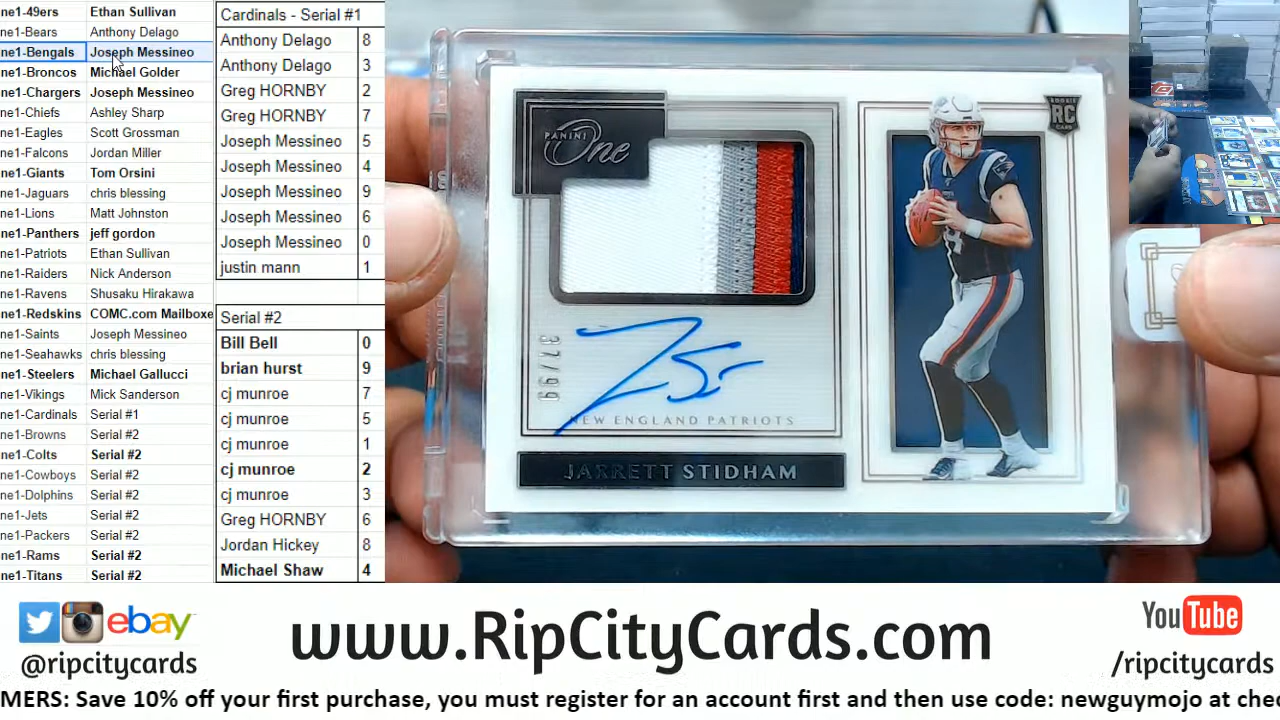 ne1-49ers Ethan Sullivan
ne1-Bears Anthony Delago
ne1-Bengals Joseph Messineo
ne1-Broncos Michael Golder
ne1-Chargers Joseph Messineo
ne1-Chiefs Ashley Sharp
ne1-Eagles Scott Grossman
ne1-Falcons Jordan Miller
ne1-Giants Tom Orsini
ne1-Jaguars chris blessing
ne1-Lions Matt Johnston
ne1-Panthers jeff gordon
ne1-Patriots Ethan Sullivan
ne1-Raiders Nick Anderson
ne1-Ravens Shusaku Hirakawa
ne1-Redskins COMC.com Mailboxe
ne1-Saints Joseph Messineo
ne1-Seahawks chris blessing
ne1-Steelers Michael Gallucci
ne1-Vikings Mick Sanderson
ne1-Cardinals Serial #1
ne1-Browns Serial #2
ne1-Colts Serial #2
ne1-Cowboys Serial #2
ne1-Dolphins Serial #2
ne1-Jets Serial #2
ne1-Packers Serial #2
ne1-Rams Serial #2
ne1-Titans Serial #2
Cardinals - Serial #1
Anthony Delago 8
Anthony Delago 3
Greg HORNBY 2
Greg HORNBY 7
Joseph Messineo 5
Joseph Messineo 4
Joseph Messineo 9
Joseph Messineo 6
Joseph Messineo 0
justin mann 1
Serial #2
Bill Bell 0
brian hurst 9
cj munroe 7
cj munroe 5
cj munroe 1
cj munroe 2
cj munroe 3
Greg HORNBY 6
Jordan Hickey 8
Michael Shaw 4
PANINI
One
ROOKIE
RC
CARD
37/99
NEW ENGLAND PATRIOTS
JARRETT STIDHAM
ebay
@ripcitycards
www.RipCityCards.com
YouTube
/ripcitycards
MERS: Save 10% off your first purchase, you must register for an account first and then use code: newguymojo at chec